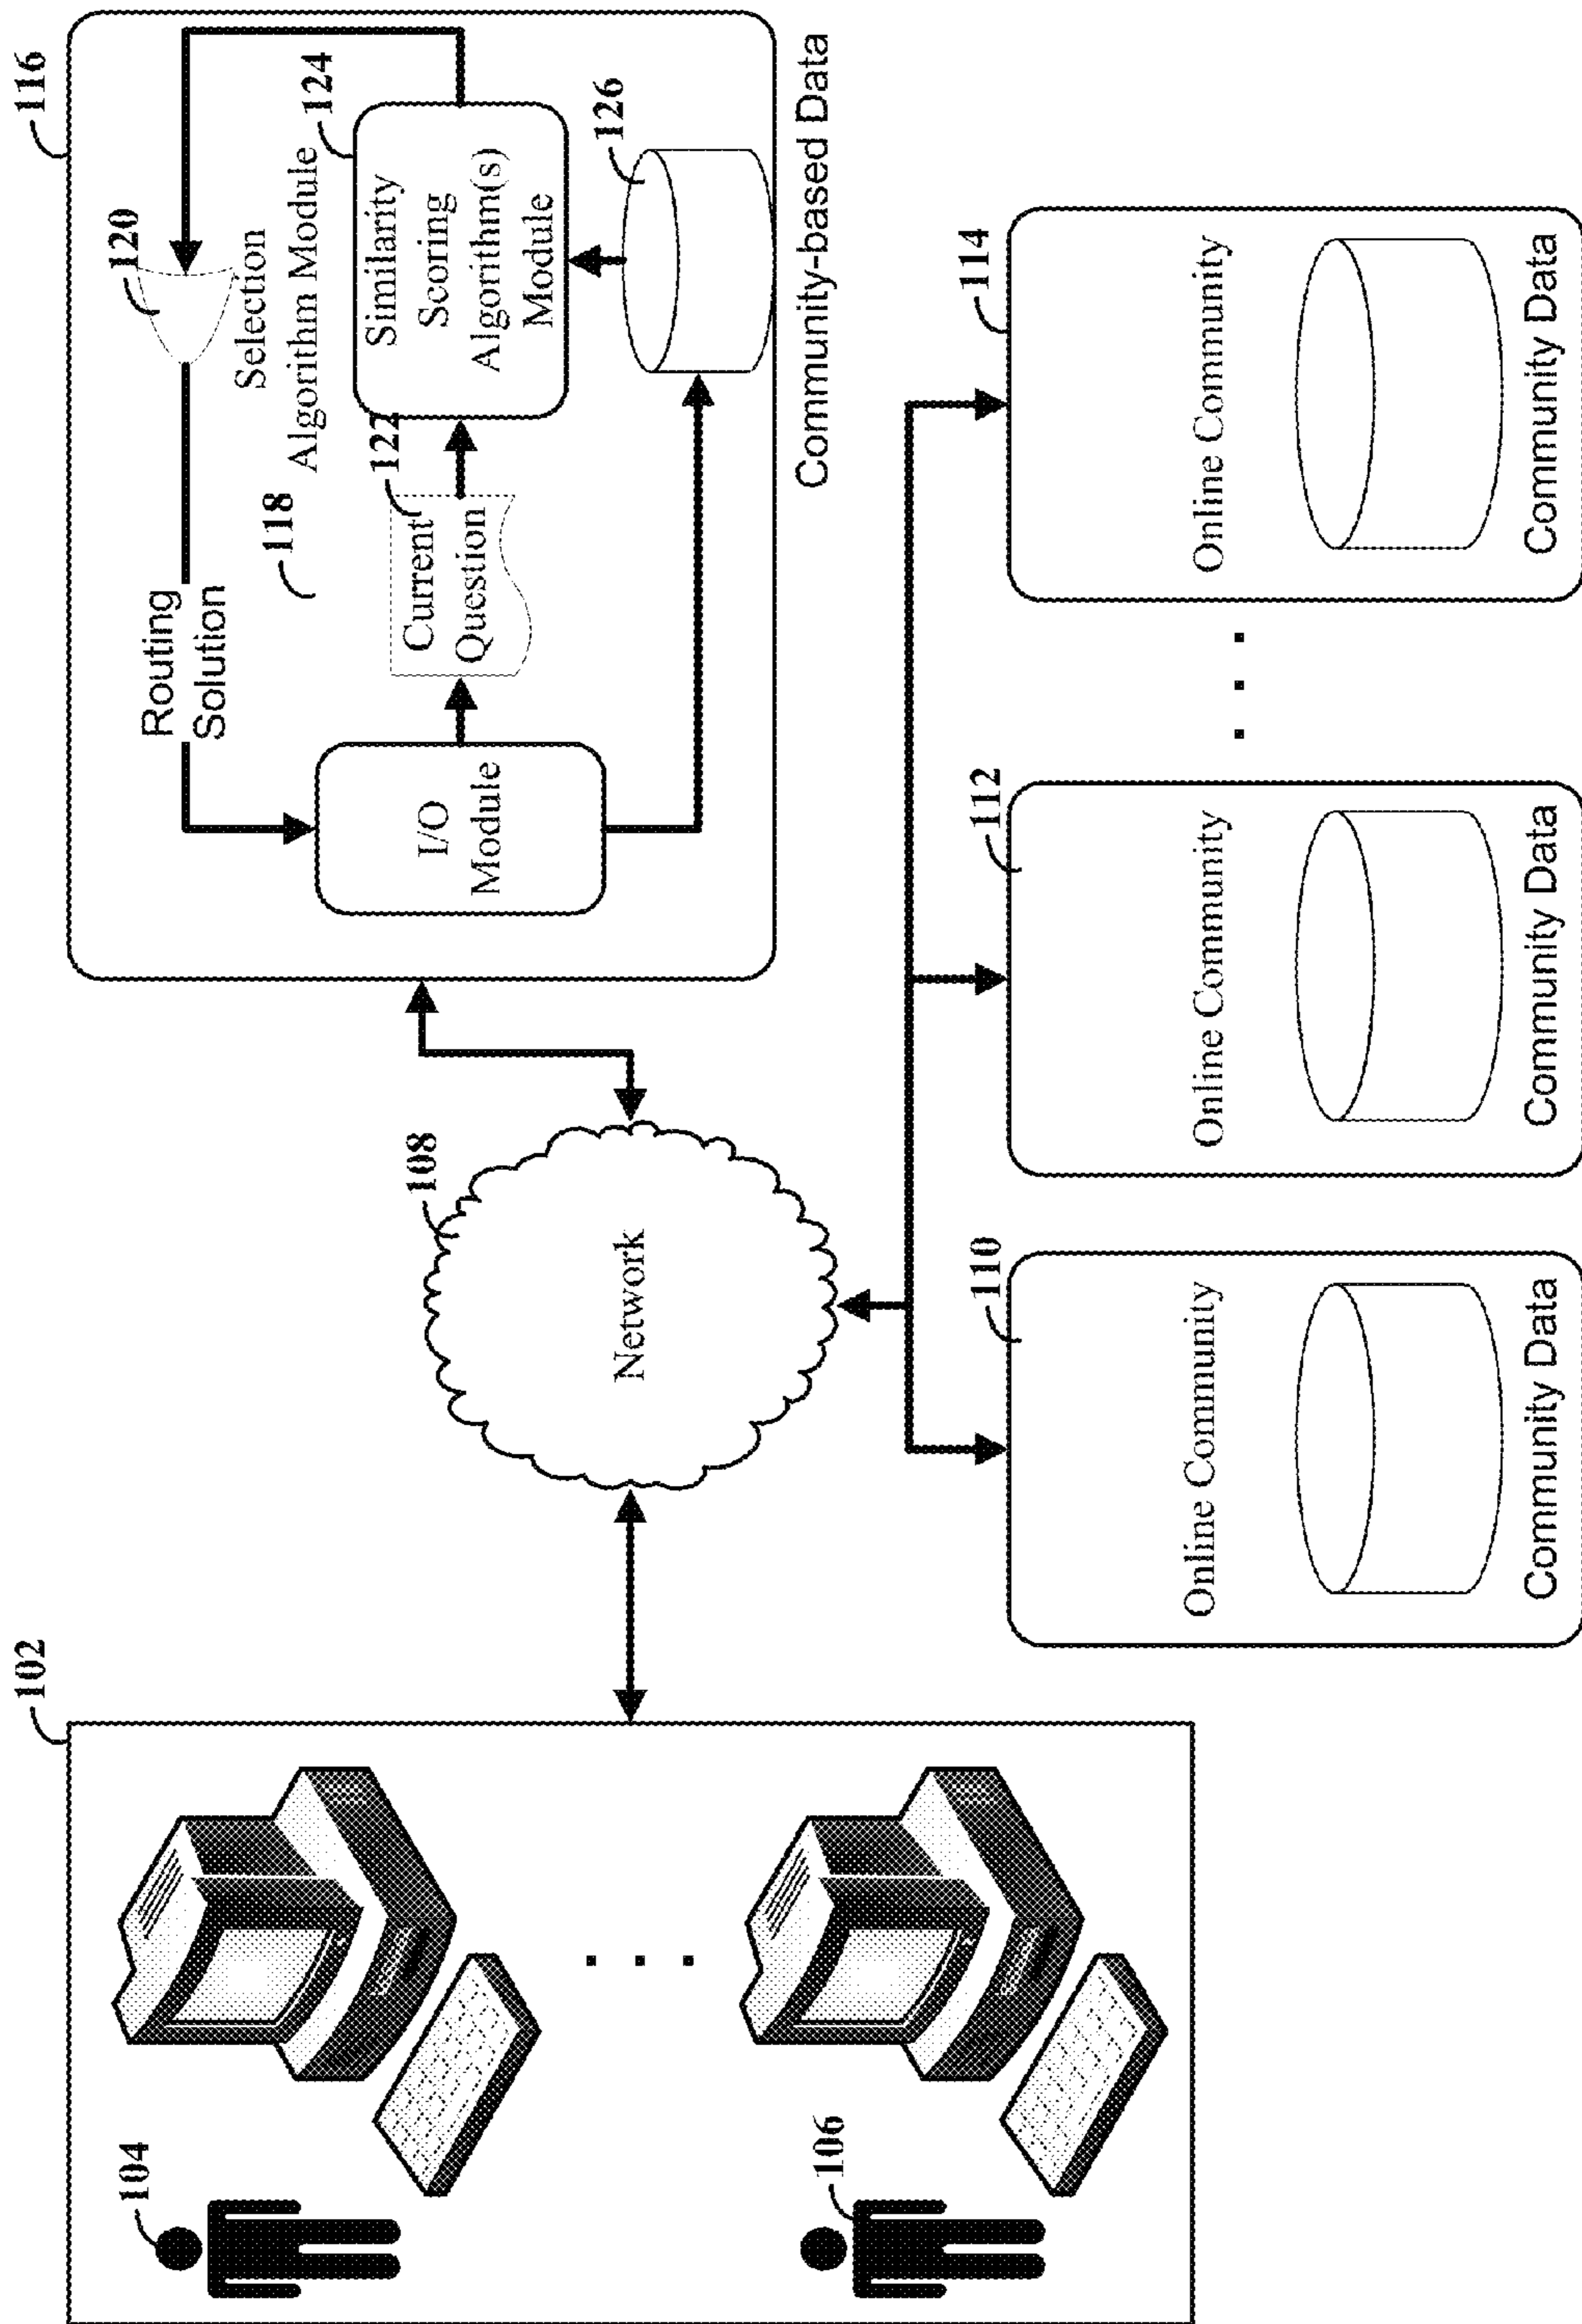 102
104
106
. . .
108
Network
116
Routing
Solution
120
Selection
Algorithm Module
118
I/O
Module
122
Current
Question
124
Similarity
Scoring
Algorithm(s)
Module
126
Community-based Data
110
Online Community
Community Data
112
Online Community
Community Data
. . .
114
Online Community
Community Data